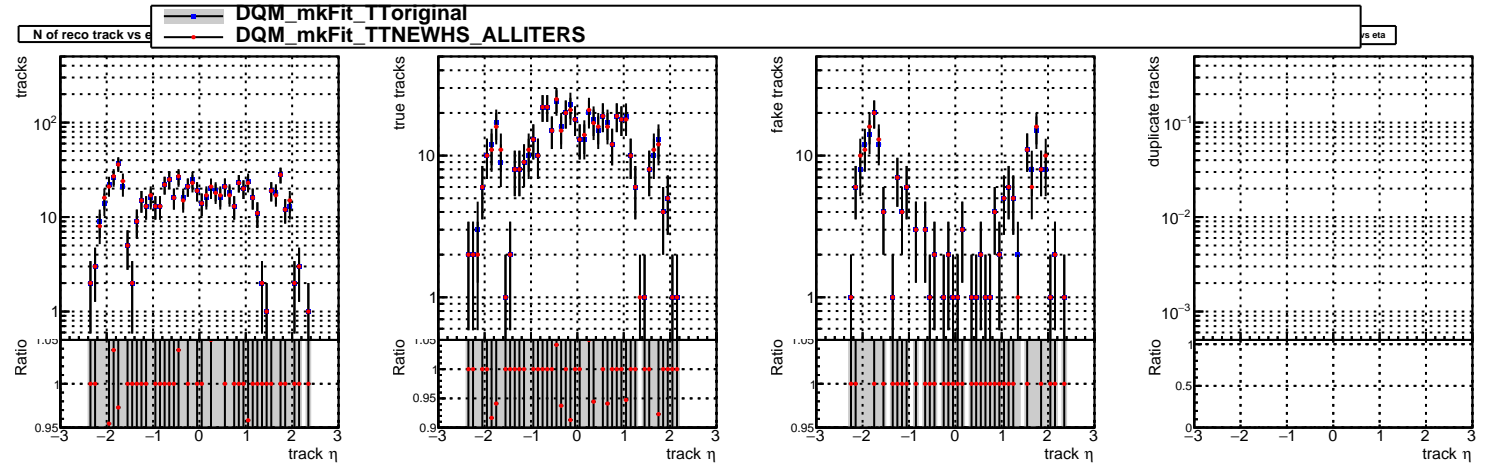 DQM_mkFit_TToriginal
DQM_mkFit_TTNEWHS_ALLITERS
N of reco track vs e
vs eta
tracks
10²
10
1
Ratio
1.05
1
0.95
−3 −2 −1 0 1 2 3
track η
true tracks
10
1
Ratio
1.05
1
0.95
0.9
−3 −2 −1 0 1 2 3
track η
fake tracks
10
1
Ratio
1.05
1
0.95
−3 −2 −1 0 1 2 3
track η
duplicate tracks
10⁻¹
10⁻²
10⁻³
Ratio
1
0.5
0
−3 −2 −1 0 1 2 3
track η